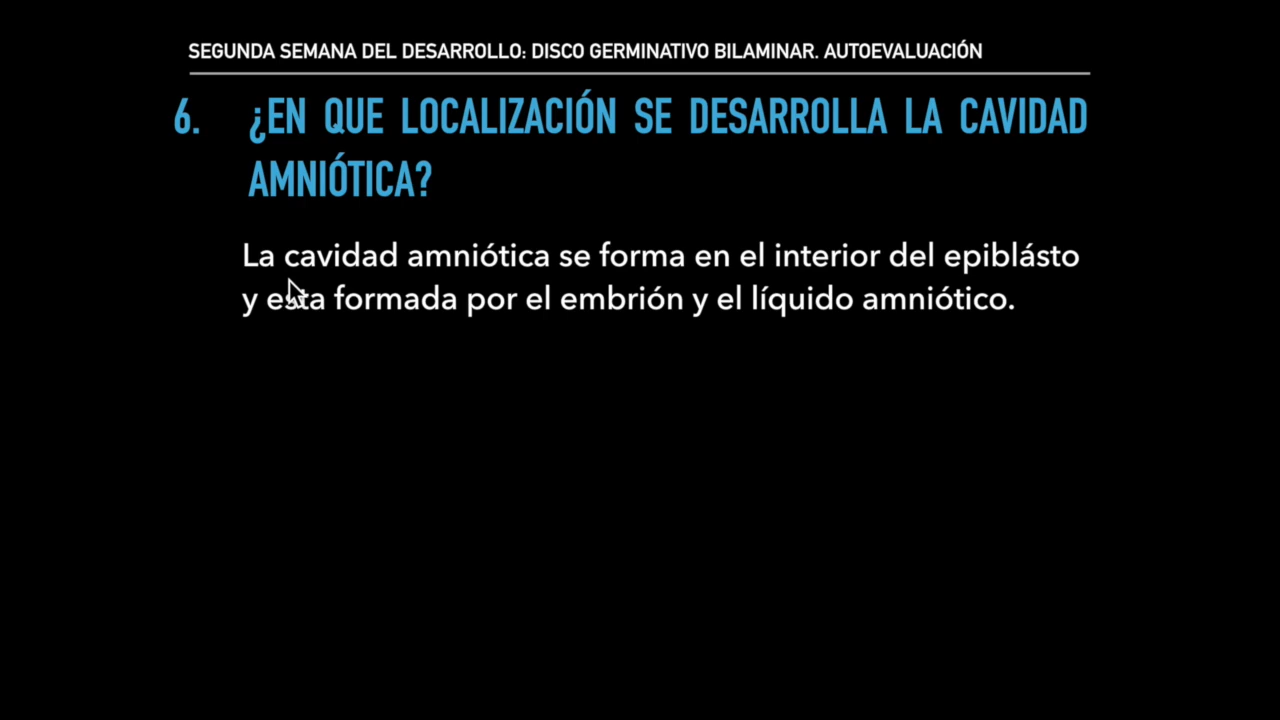 SEGUNDA SEMANA DEL DESARROLLO: DISCO GERMINATIVO BILAMINAR. AUTOEVALUACIÓN
6. ¿EN QUE LOCALIZACIÓN SE DESARROLLA LA CAVIDAD
AMNIÓTICA?
La cavidad amniótica se forma en el interior del epiblásto
y esta formada por el embrión y el líquido amniótico.